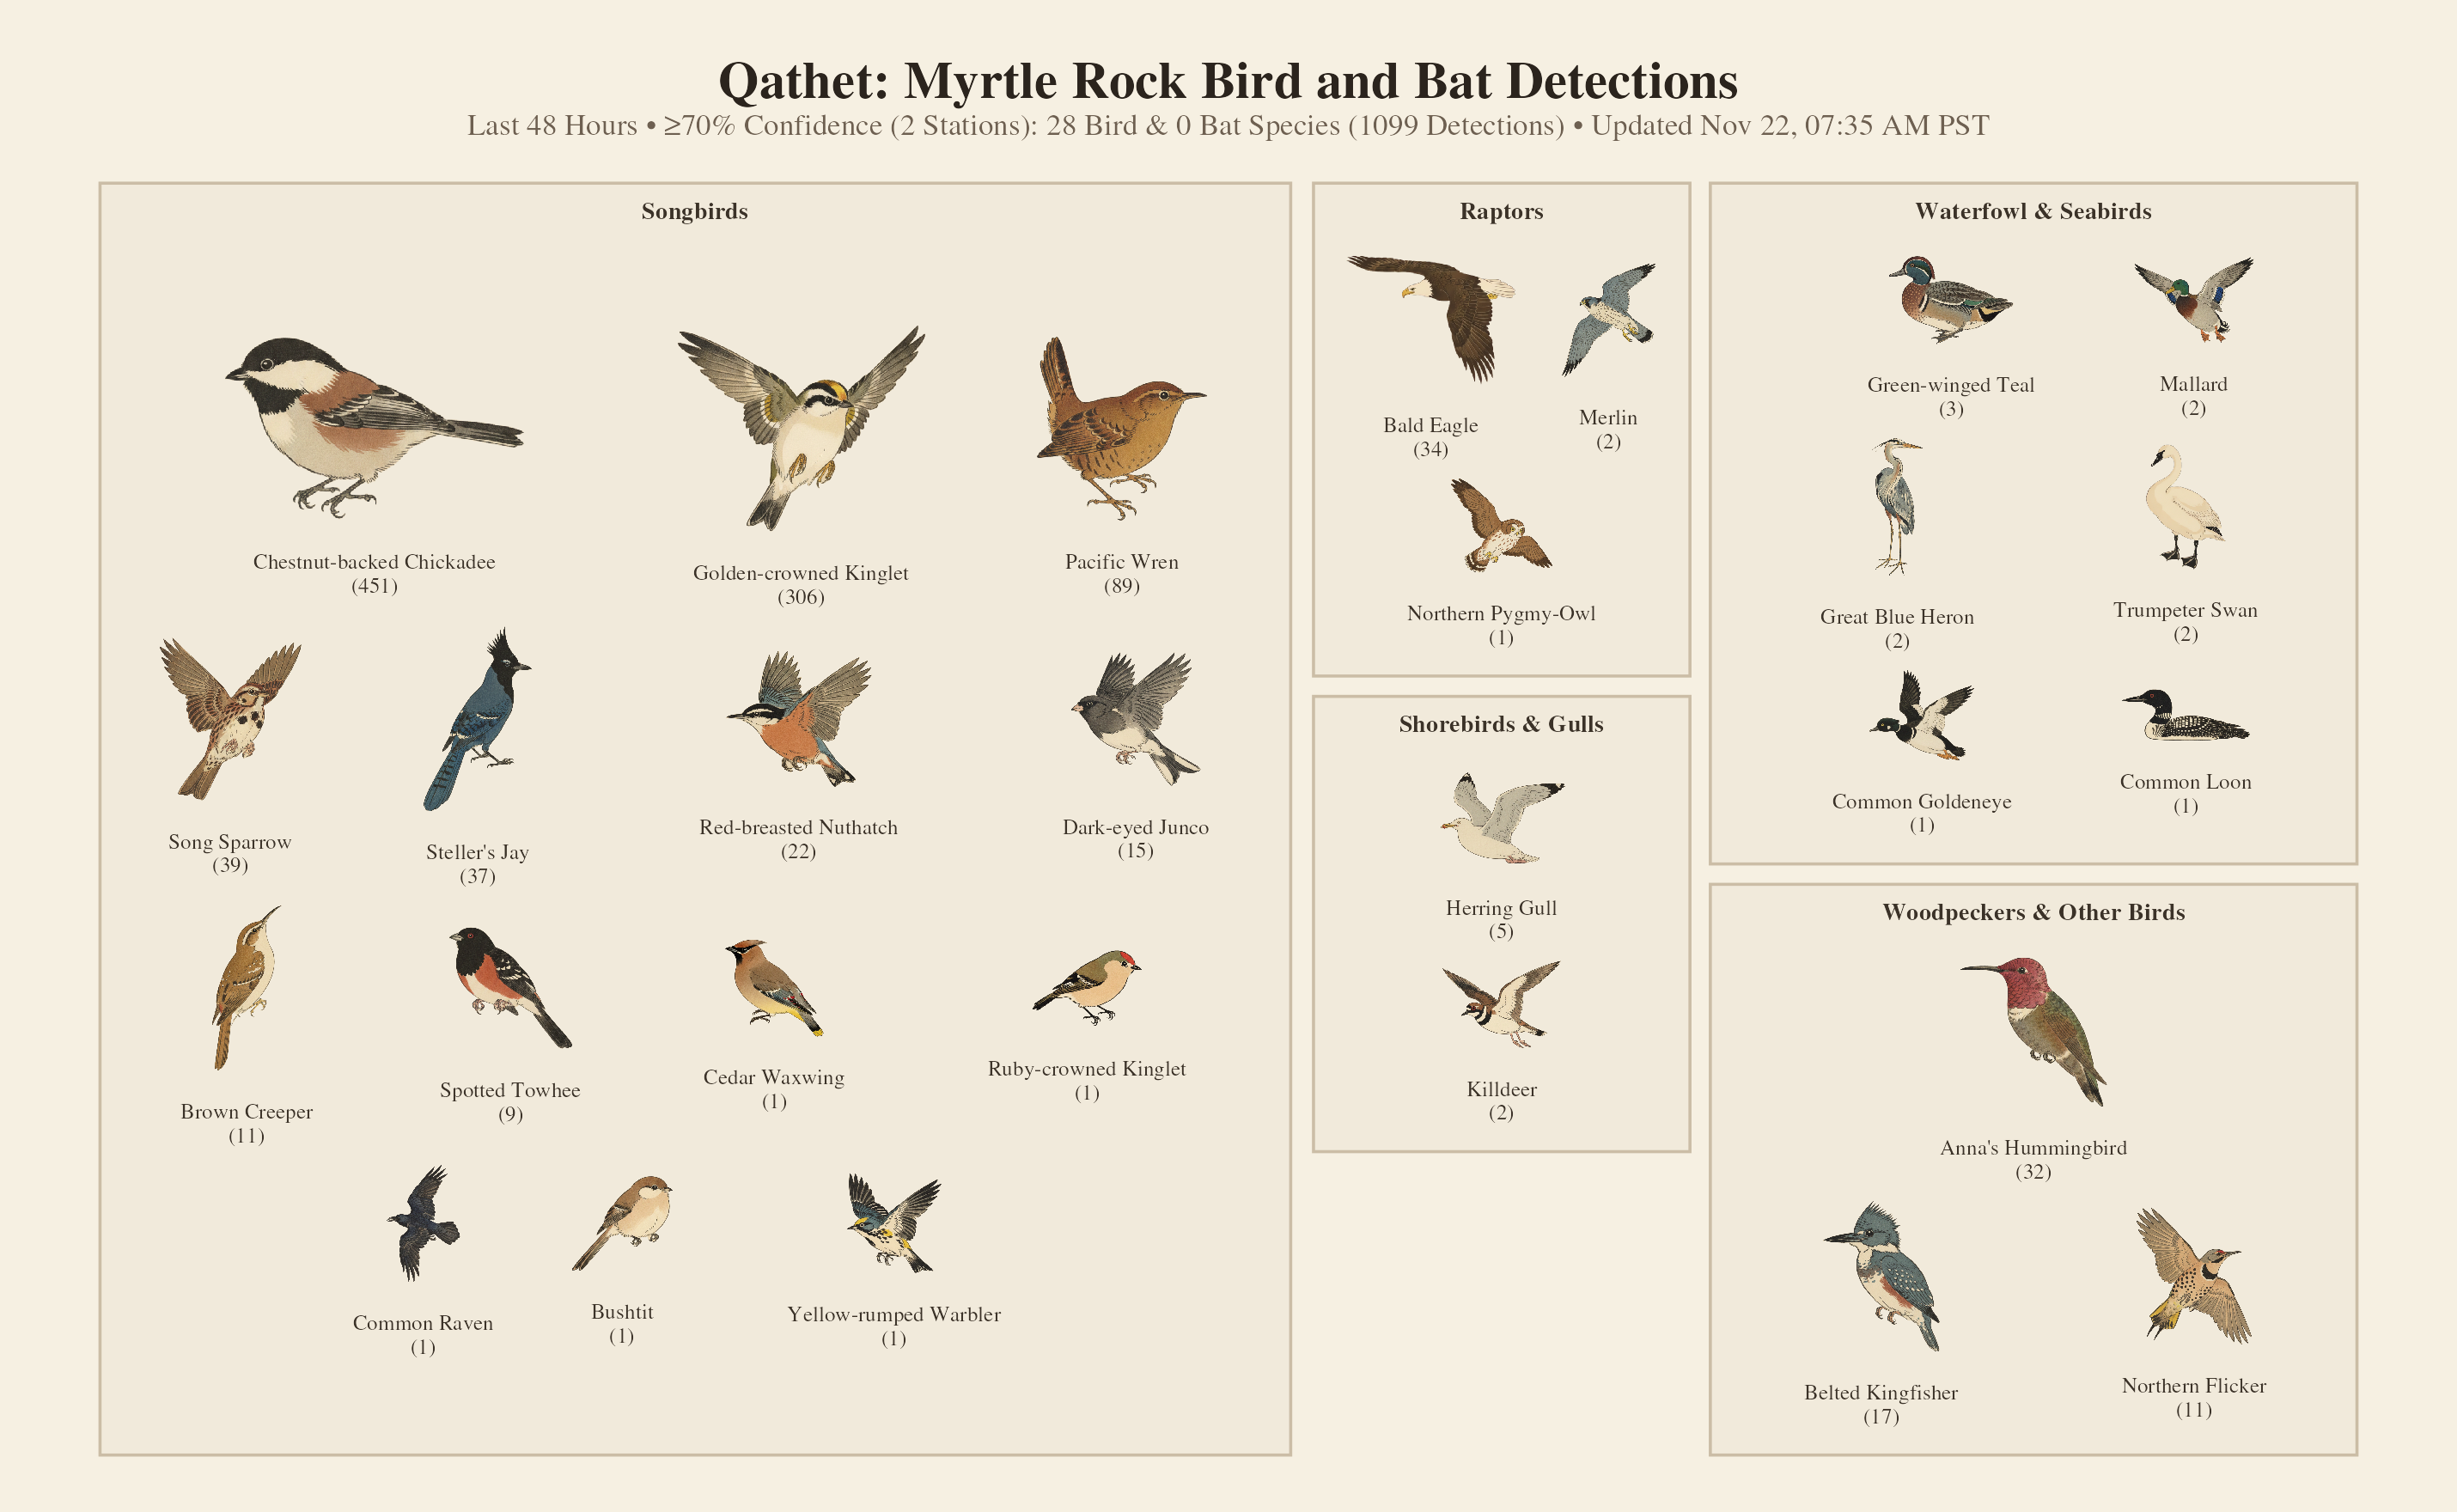 Qathet: Myrtle Rock Bird and Bat Detections
Last 48 Hours • ≥70% Confidence (2 Stations): 28 Bird & 0 Bat Species (1099 Detections) • Updated Nov 22, 07:35 AM PST
Songbirds
Chestnut-backed Chickadee
(451)
Golden-crowned Kinglet
(306)
Pacific Wren
(89)
Song Sparrow
(39)
Steller's Jay
(37)
Red-breasted Nuthatch
(22)
Dark-eyed Junco
(15)
Brown Creeper
(11)
Spotted Towhee
(9)
Cedar Waxwing
(1)
Ruby-crowned Kinglet
(1)
Common Raven
(1)
Bushtit
(1)
Yellow-rumped Warbler
(1)
Raptors
Bald Eagle
(34)
Merlin
(2)
Northern Pygmy-Owl
(1)
Shorebirds & Gulls
Herring Gull
(5)
Killdeer
(2)
Waterfowl & Seabirds
Green-winged Teal
(3)
Mallard
(2)
Great Blue Heron
(2)
Trumpeter Swan
(2)
Common Goldeneye
(1)
Common Loon
(1)
Woodpeckers & Other Birds
Anna's Hummingbird
(32)
Belted Kingfisher
(17)
Northern Flicker
(11)